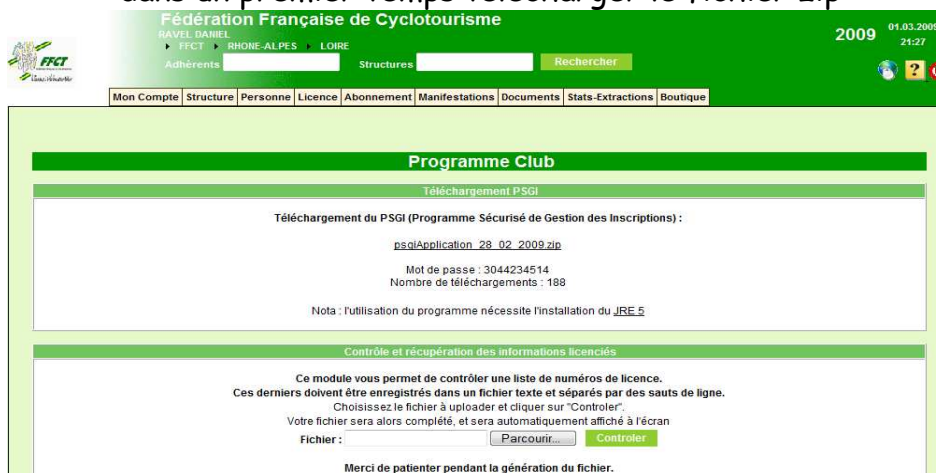 dans un premier temps télécharger le fichier zip
Fédération Française de Cyclotourisme
RAVEL DANIEL
FFCT RHONE-ALPES LOIRE
2009 01.03.2009
21:27
FFCT
Adhèrents Structures Rechercher
Mon Compte Structure Personne Licence Abonnement Manifestations Documents Stats-Extractions Boutique
Programme Club
Téléchargement PSGI
Téléchargement du PSGI (Programme Sécurisé de Gestion des Inscriptions) :
psgiApplication_28_02_2009.zip
Mot de passe : 3044234514
Nombre de téléchargements : 188
Nota : l'utilisation du programme nécessite l'installation du JRE 5
Contrôle et récupération des informations licenciés
Ce module vous permet de contrôler une liste de numéros de licence.
Ces derniers doivent être enregistrés dans un fichier texte et séparés par des sauts de ligne.
Choisissez le fichier à uploader et cliquer sur "Controler".
Votre fichier sera alors complété, et sera automatiquement affiché à l'écran
Fichier : Parcourir... Controler
Merci de patienter pendant la génération du fichier.